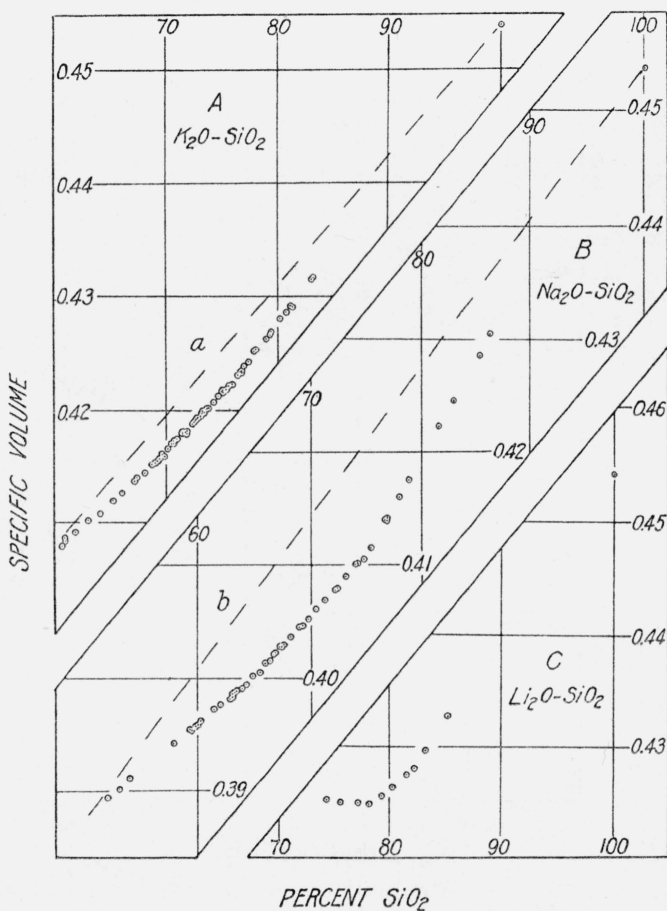 70 80 90
100
0.45
A
K₂O-SiO₂
90
0.45
0.44
0.44
80
B
Na₂O-SiO₂
0.43
a
0.43
70
0.46
0.42
0.42
60
0.45
0.41
b
0.44
0.40
C
Li₂O-SiO₂
0.43
0.39
70 80 90 100
SPECIFIC VOLUME
PERCENT SiO₂